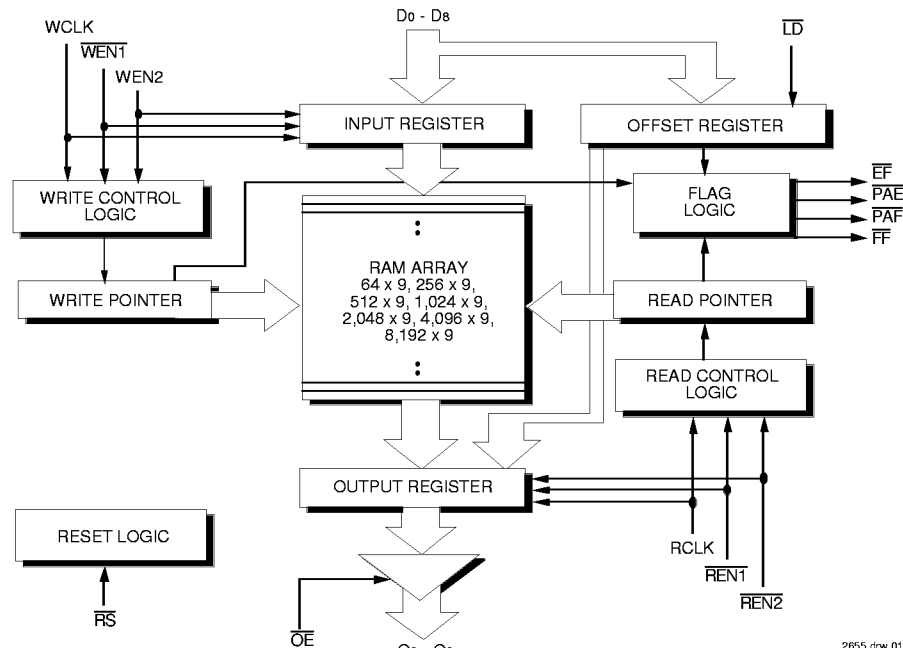 WCLK
WEN1
WEN2
D0 - D8
LD
INPUT REGISTER
OFFSET REGISTER
WRITE CONTROL
LOGIC
FLAG
LOGIC
EF
PAE
PAF
FF
WRITE POINTER
RAM ARRAY
64 x 9, 256 x 9,
512 x 9, 1,024 x 9,
2,048 x 9, 4,096 x 9,
8,192 x 9
READ POINTER
READ CONTROL
LOGIC
OUTPUT REGISTER
RESET LOGIC
RCLK
REN1
REN2
RS
OE
2655 drw 01